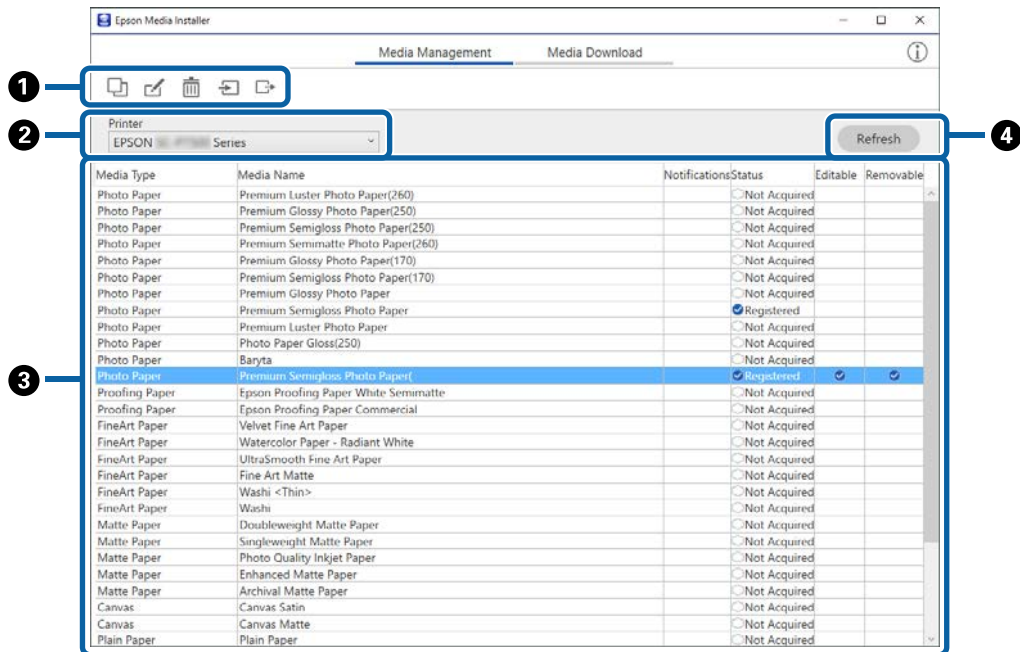 Epson Media Installer
Media Management Media Download
1
2
Printer
EPSON Series
Refresh
4
Media Type Media Name Notifications Status Editable Removable
Photo Paper Premium Luster Photo Paper(260) Not Acquired
Photo Paper Premium Glossy Photo Paper(250) Not Acquired
Photo Paper Premium Semigloss Photo Paper(250) Not Acquired
Photo Paper Premium Semimatte Photo Paper(260) Not Acquired
Photo Paper Premium Glossy Photo Paper(170) Not Acquired
Photo Paper Premium Semigloss Photo Paper(170) Not Acquired
Photo Paper Premium Glossy Photo Paper Not Acquired
Photo Paper Premium Semigloss Photo Paper Registered
Photo Paper Premium Luster Photo Paper Not Acquired
Photo Paper Photo Paper Gloss(250) Not Acquired
Photo Paper Baryta Not Acquired
3
Photo Paper Premium Semigloss Photo Paper( Registered
Proofing Paper Epson Proofing Paper White Semimatte Not Acquired
Proofing Paper Epson Proofing Paper Commercial Not Acquired
FineArt Paper Velvet Fine Art Paper Not Acquired
FineArt Paper Watercolor Paper - Radiant White Not Acquired
FineArt Paper UltraSmooth Fine Art Paper Not Acquired
FineArt Paper Fine Art Matte Not Acquired
FineArt Paper Washi <Thin> Not Acquired
FineArt Paper Washi Not Acquired
Matte Paper Doubleweight Matte Paper Not Acquired
Matte Paper Singleweight Matte Paper Not Acquired
Matte Paper Photo Quality Inkjet Paper Not Acquired
Matte Paper Enhanced Matte Paper Not Acquired
Matte Paper Archival Matte Paper Not Acquired
Canvas Canvas Satin Not Acquired
Canvas Canvas Matte Not Acquired
Plain Paper Plain Paper Not Acquired